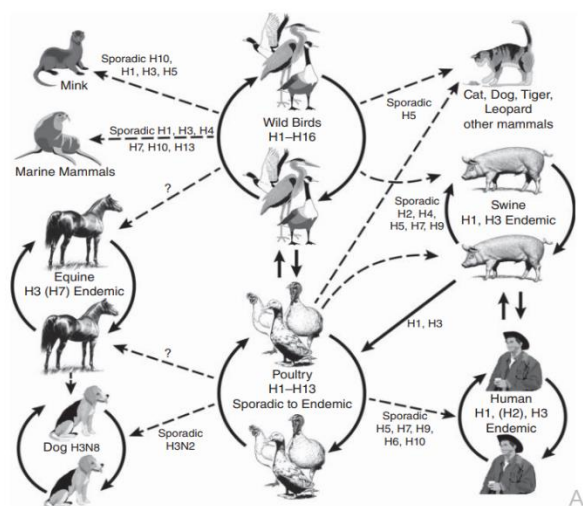 Sporadic H10,
H1, H3, H5
Mink
Wild Birds
H1–H16
Sporadic
H5
Cat, Dog, Tiger,
Leopard
other mammals
Sporadic H1, H3, H4
H7, H10, H13
Marine Mammals
?
Sporadic
H2, H4,
H5, H7, H9
Swine
H1, H3 Endemic
Equine
H3 (H7) Endemic
H1, H3
?
Poultry
H1–H13
Sporadic to Endemic
Human
H1, (H2), H3
Endemic
Sporadic
H5, H7, H9,
H6, H10
Sporadic
H3N2
Dog H3N8
A